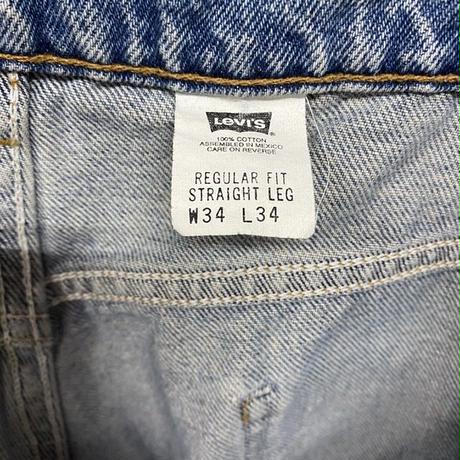 LEVI'S
100% COTTON
ASSEMBLED IN MEXICO
CARE ON REVERSE
REGULAR FIT
STRAIGHT LEG
W34 L34